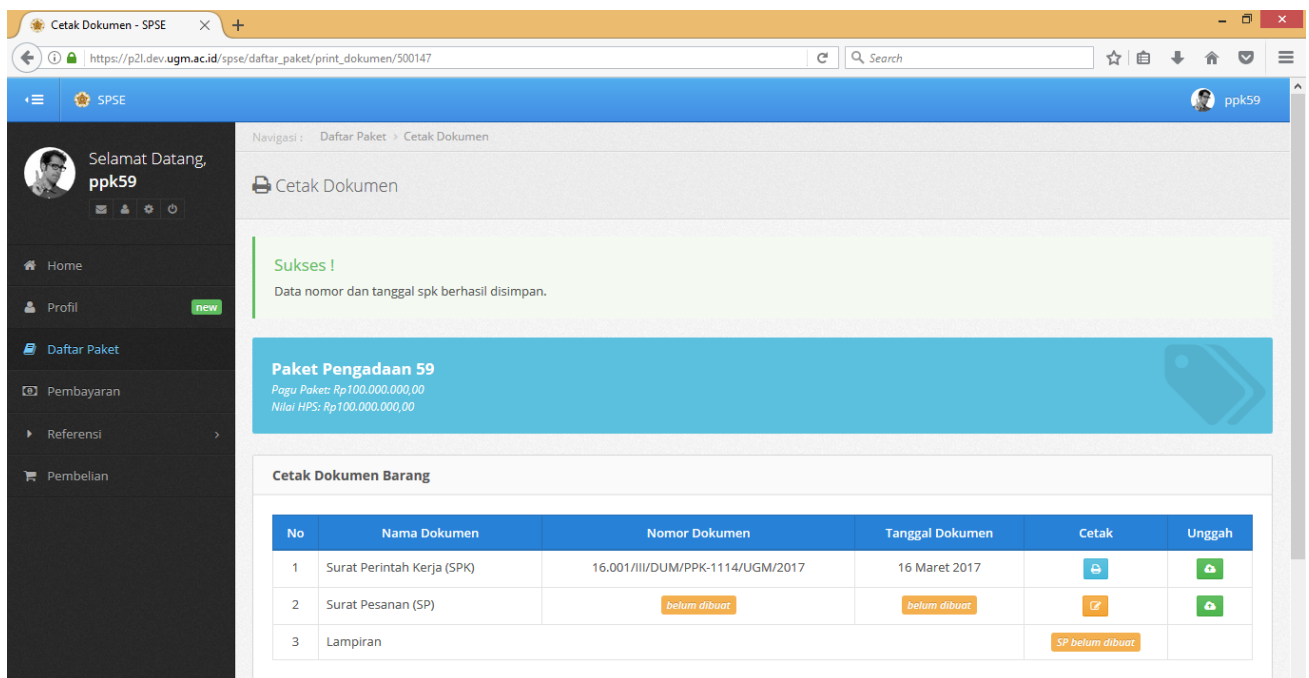 Cetak Dokumen - SPSE
https://p2l.dev.ugm.ac.id/spse/daftar_paket/print_dokumen/500147
Search
SPSE
ppk59
Selamat Datang,
ppk59
Navigasi : Daftar Paket > Cetak Dokumen
Cetak Dokumen
Home
Profil new
Daftar Paket
Pembayaran
Referensi
Pembelian
Sukses !
Data nomor dan tanggal spk berhasil disimpan.
Paket Pengadaan 59
Pagu Paket: Rp100.000.000,00
Nilai HPS: Rp100.000.000,00
Cetak Dokumen Barang
No Nama Dokumen Nomor Dokumen Tanggal Dokumen Cetak Unggah
1 Surat Perintah Kerja (SPK) 16.001/III/DUM/PPK-1114/UGM/2017 16 Maret 2017
2 Surat Pesanan (SP) belum dibuat belum dibuat
3 Lampiran SP belum dibuat